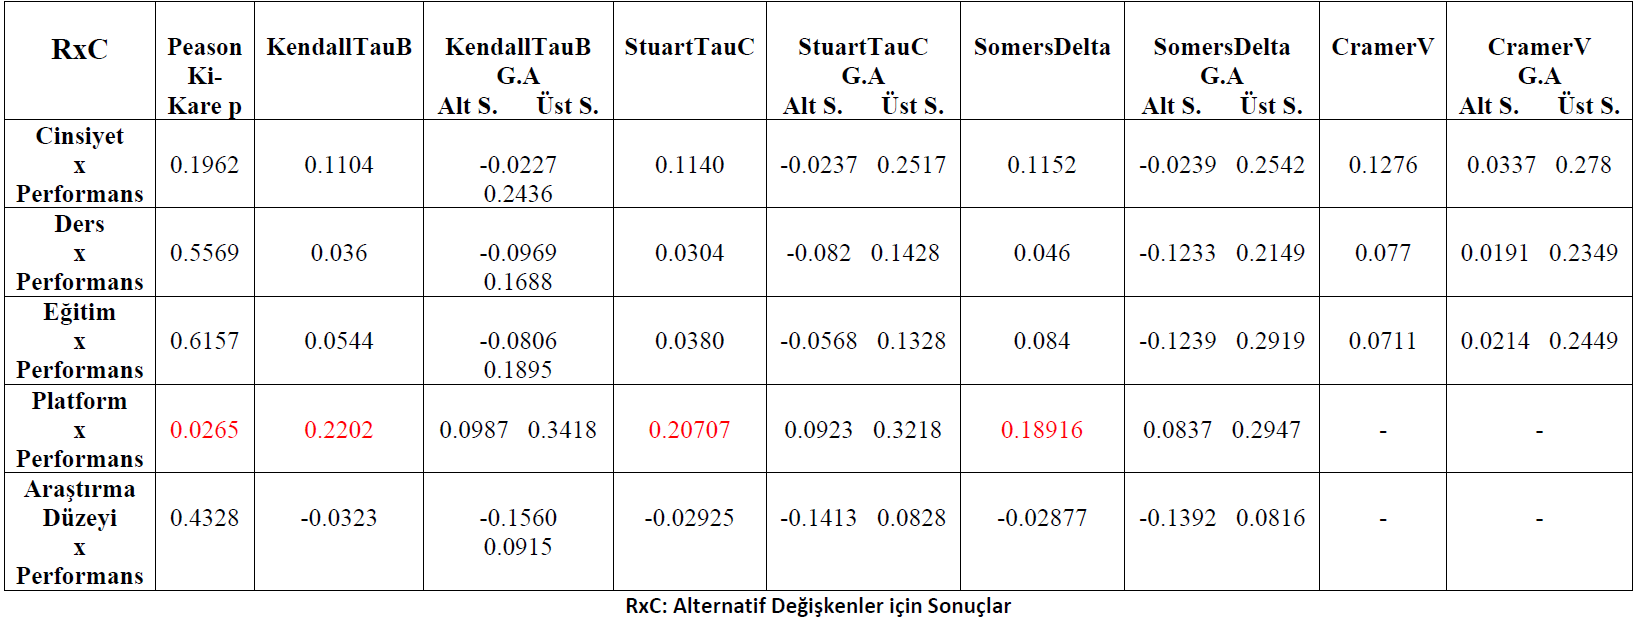 RxC
Peason
Ki-
Kare p
KendallTauB
KendallTauB
G.A
Alt S. Üst S.
StuartTauC
StuartTauC
G.A
Alt S. Üst S.
SomersDelta
SomersDelta
G.A
Alt S. Üst S.
CramerV
CramerV
G.A
Alt S. Üst S.
Cinsiyet
x
Performans
0.1962
0.1104
-0.0227
0.2436
0.1140
-0.0237 0.2517
0.1152
-0.0239 0.2542
0.1276
0.0337 0.278
Ders
x
Performans
0.5569
0.036
-0.0969
0.1688
0.0304
-0.082 0.1428
0.046
-0.1233 0.2149
0.077
0.0191 0.2349
Eğitim
x
Performans
0.6157
0.0544
-0.0806
0.1895
0.0380
-0.0568 0.1328
0.084
-0.1239 0.2919
0.0711
0.0214 0.2449
Platform
x
Performans
0.0265
0.2202
0.0987 0.3418
0.20707
0.0923 0.3218
0.18916
0.0837 0.2947
-
-
Araştırma
Düzeyi
x
Performans
0.4328
-0.0323
-0.1560
0.0915
-0.02925
-0.1413 0.0828
-0.02877
-0.1392 0.0816
-
-
RxC: Alternatif Değişkenler için Sonuçlar